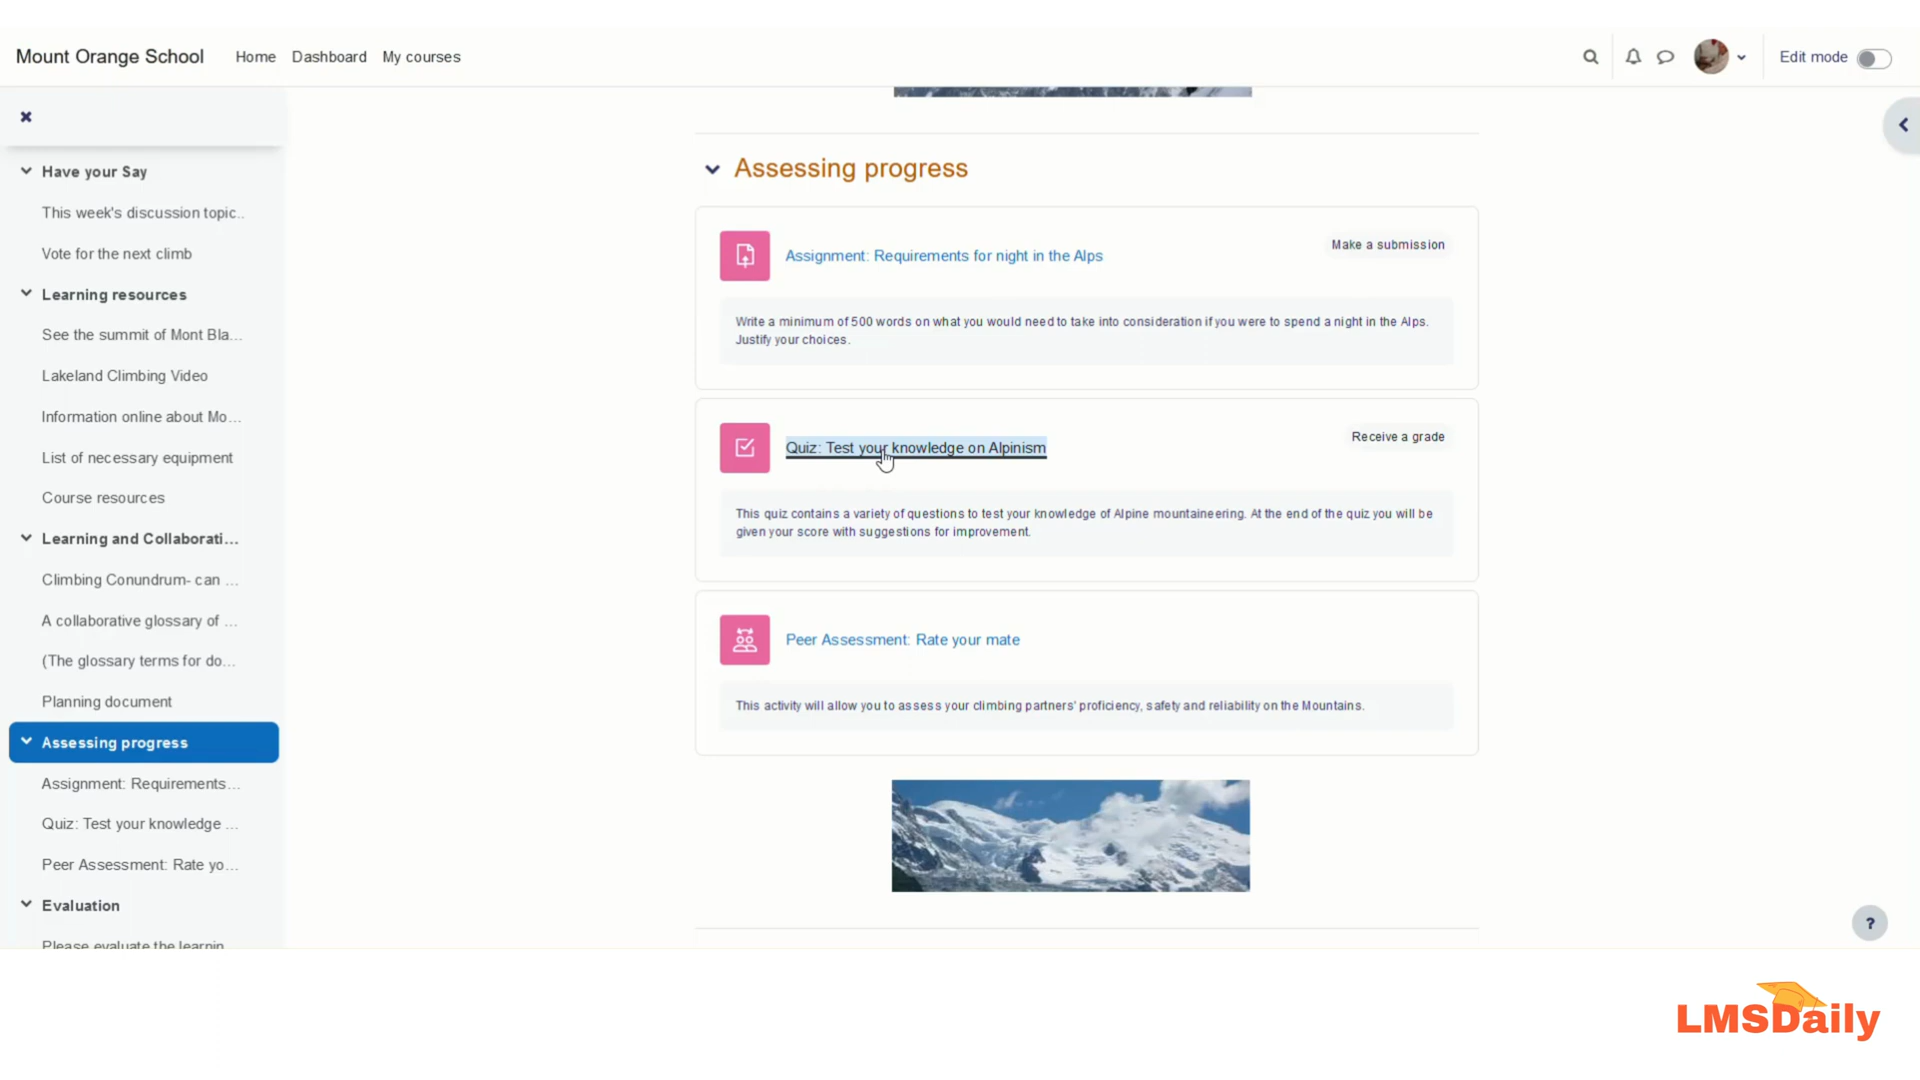 Mount Orange School Home Dashboard My courses Edit mode
Have your Say
This week's discussion topic..
Vote for the next climb
Learning resources
See the summit of Mont Bla...
Lakeland Climbing Video
Information online about Mo...
List of necessary equipment
Course resources
Learning and Collaborati...
Climbing Conundrum- can ...
A collaborative glossary of ...
(The glossary terms for do...
Planning document
Assessing progress
Assignment: Requirements...
Quiz: Test your knowledge ...
Peer Assessment: Rate yo...
Evaluation
Please evaluate the learnin
Assessing progress
Assignment: Requirements for night in the Alps
Make a submission
Write a minimum of 500 words on what you would need to take into consideration if you were to spend a night in the Alps.
Justify your choices.
Quiz: Test your knowledge on Alpinism
Receive a grade
This quiz contains a variety of questions to test your knowledge of Alpine mountaineering. At the end of the quiz you will be
given your score with suggestions for improvement.
Peer Assessment: Rate your mate
This activity will allow you to assess your climbing partners' proficiency, safety and reliability on the Mountains.
?
LMSDaily